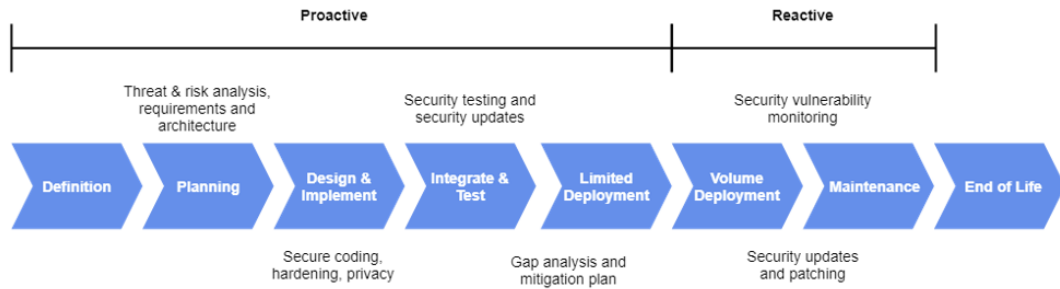 Proactive
Reactive
Threat & risk analysis,
requirements and
architecture
Security testing and
security updates
Security vulnerability
monitoring
Definition
Planning
Design &
Implement
Integrate &
Test
Limited
Deployment
Volume
Deployment
Maintenance
End of Life
Secure coding,
hardening, privacy
Gap analysis and
mitigation plan
Security updates
and patching